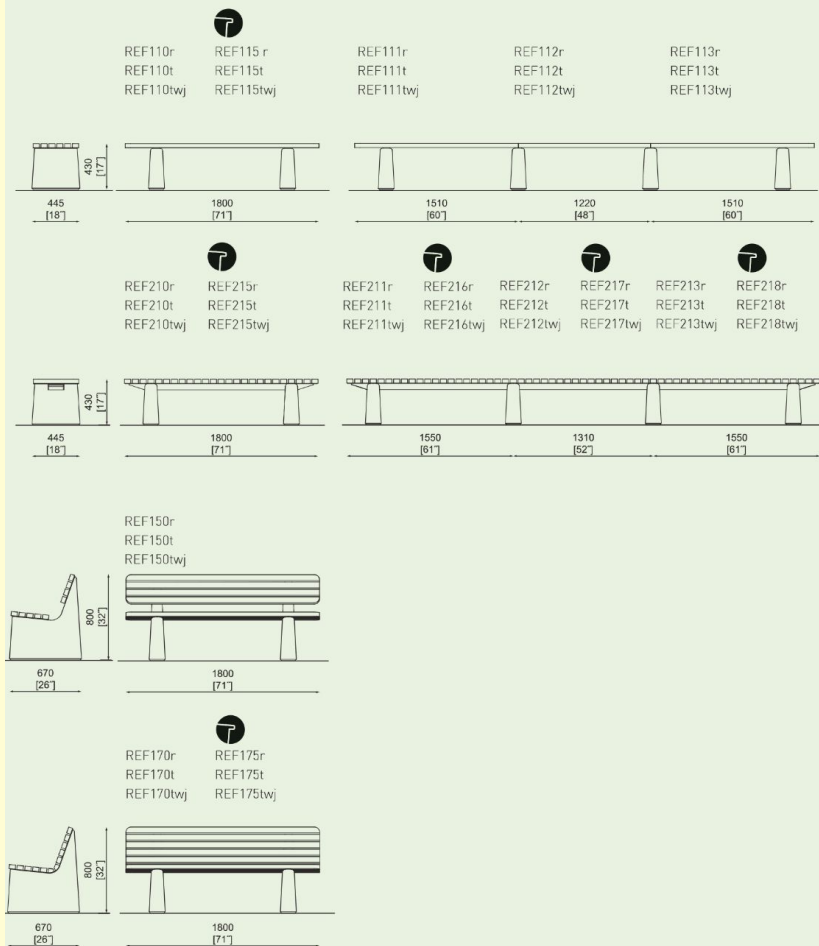 REF110r REF115 r REF111r REF112r REF113r
REF110t REF115t REF111t REF112t REF113t
REF110twj REF115twj REF111twj REF112twj REF113twj
430
[17"]
445 1800 1510 1220 1510
[18"] [71"] [60"] [48"] [60"]
REF210r REF215r REF211r REF216r REF212r REF217r REF213r REF218r
REF210t REF215t REF211t REF216t REF212t REF217t REF213t REF218t
REF210twj REF215twj REF211twj REF216twj REF212twj REF217twj REF213twj REF218twj
430
[17"]
445 1800 1550 1310 1550
[18"] [71"] [61"] [52"] [61"]
REF150r
REF150t
REF150twj
800
[32"]
670 1800
[26"] [71"]
REF170r REF175r
REF170t REF175t
REF170twj REF175twj
800
[32"]
670 1800
[26"] [71"]